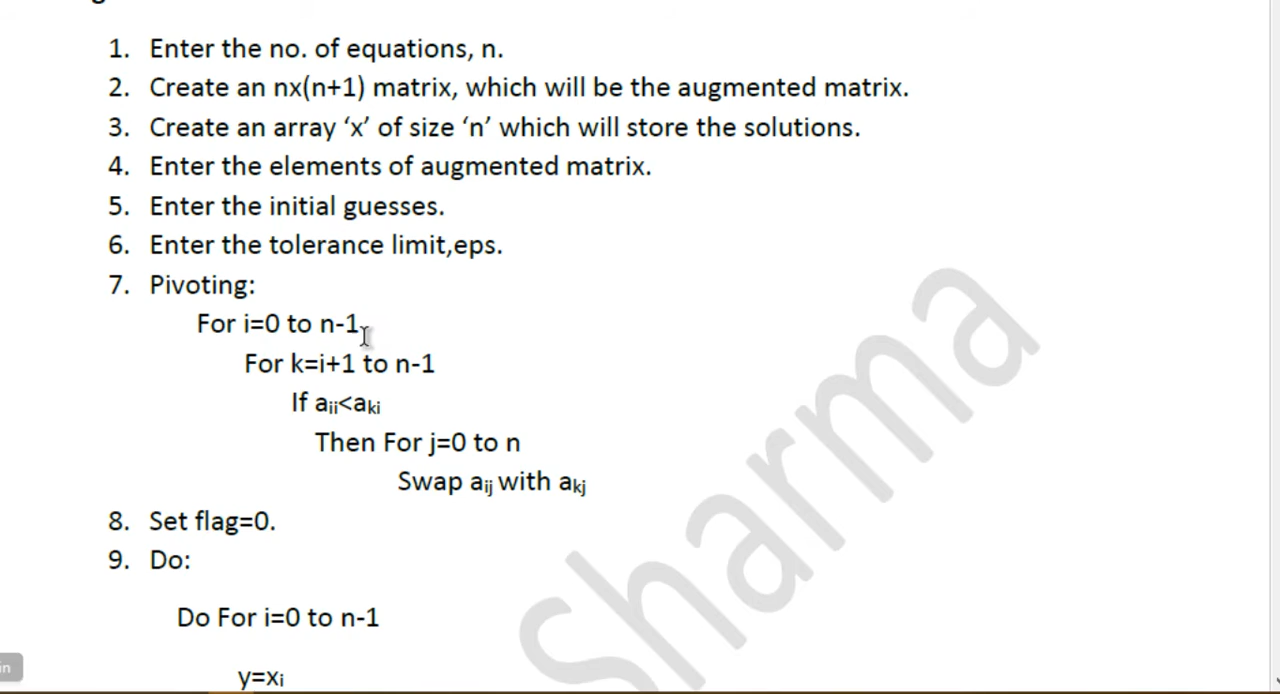 1. Enter the no. of equations, n.
2. Create an nx(n+1) matrix, which will be the augmented matrix.
3. Create an array ‘x’ of size ‘n’ which will store the solutions.
4. Enter the elements of augmented matrix.
5. Enter the initial guesses.
6. Enter the tolerance limit,eps.
7. Pivoting:
For i=0 to n-1
For k=i+1 to n-1
If aii<aki
Then For j=0 to n
Swap aij with akj
8. Set flag=0.
9. Do:
Do For i=0 to n-1
y=xi
Sharma
in